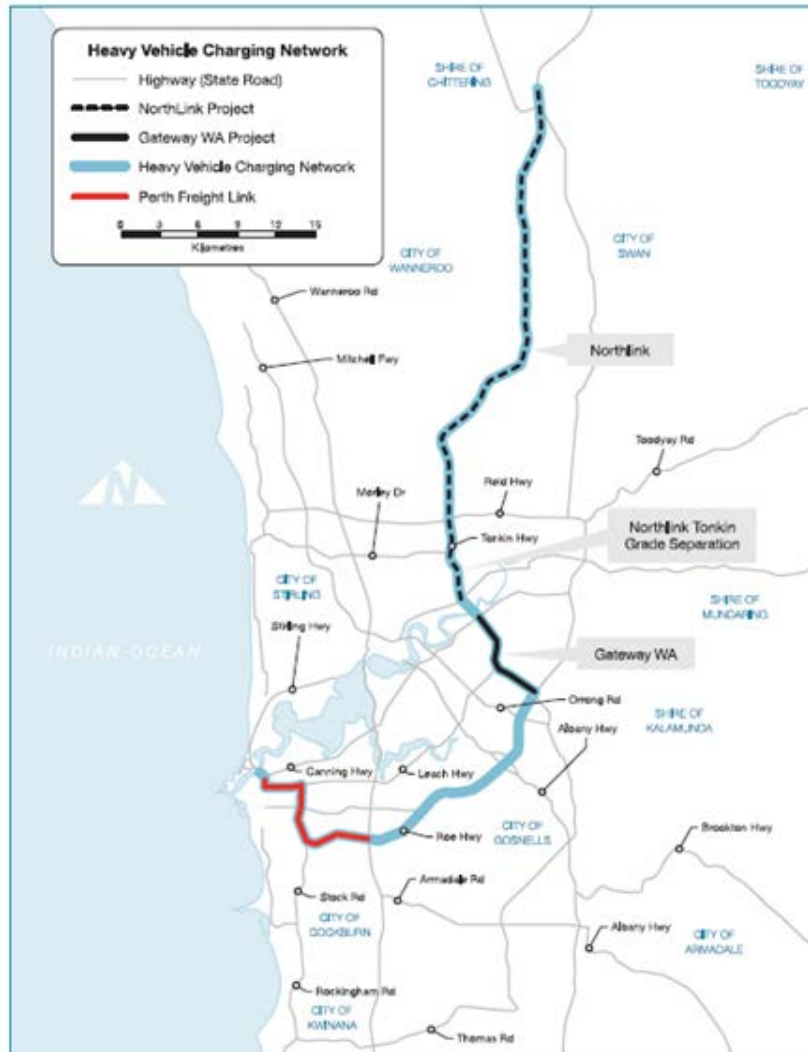 Heavy Vehicle Charging Network
Highway (State Road)
NorthLink Project
Gateway WA Project
Heavy Vehicle Charging Network
Perth Freight Link
0 3 6 9 12 15
Kilometres
SHIRE OF
CHITTERING
SHIRE OF
TOODYAY
CITY OF
WANNEROO
CITY OF
SWAN
Wanneroo Rd
Northlink
Mitchell Fwy
Toodyay Rd
Reid Hwy
Morley Dr
Tonkin Hwy
Northlink Tonkin
Grade Separation
CITY OF
STIRLING
SHIRE OF
MUNDARING
Stirling Hwy
INDIAN OCEAN
N
Gateway WA
Orrong Rd
SHIRE OF
KALAMUNDA
Albany Hwy
Canning Hwy
Leach Hwy
Roe Hwy
CITY OF
GOSNELLS
Brookton Hwy
Armadale Rd
Stock Rd
CITY OF
COCKBURN
Albany Hwy
CITY OF
ARMADALE
Rockingham Rd
CITY OF
KWINANA
Thomas Rd